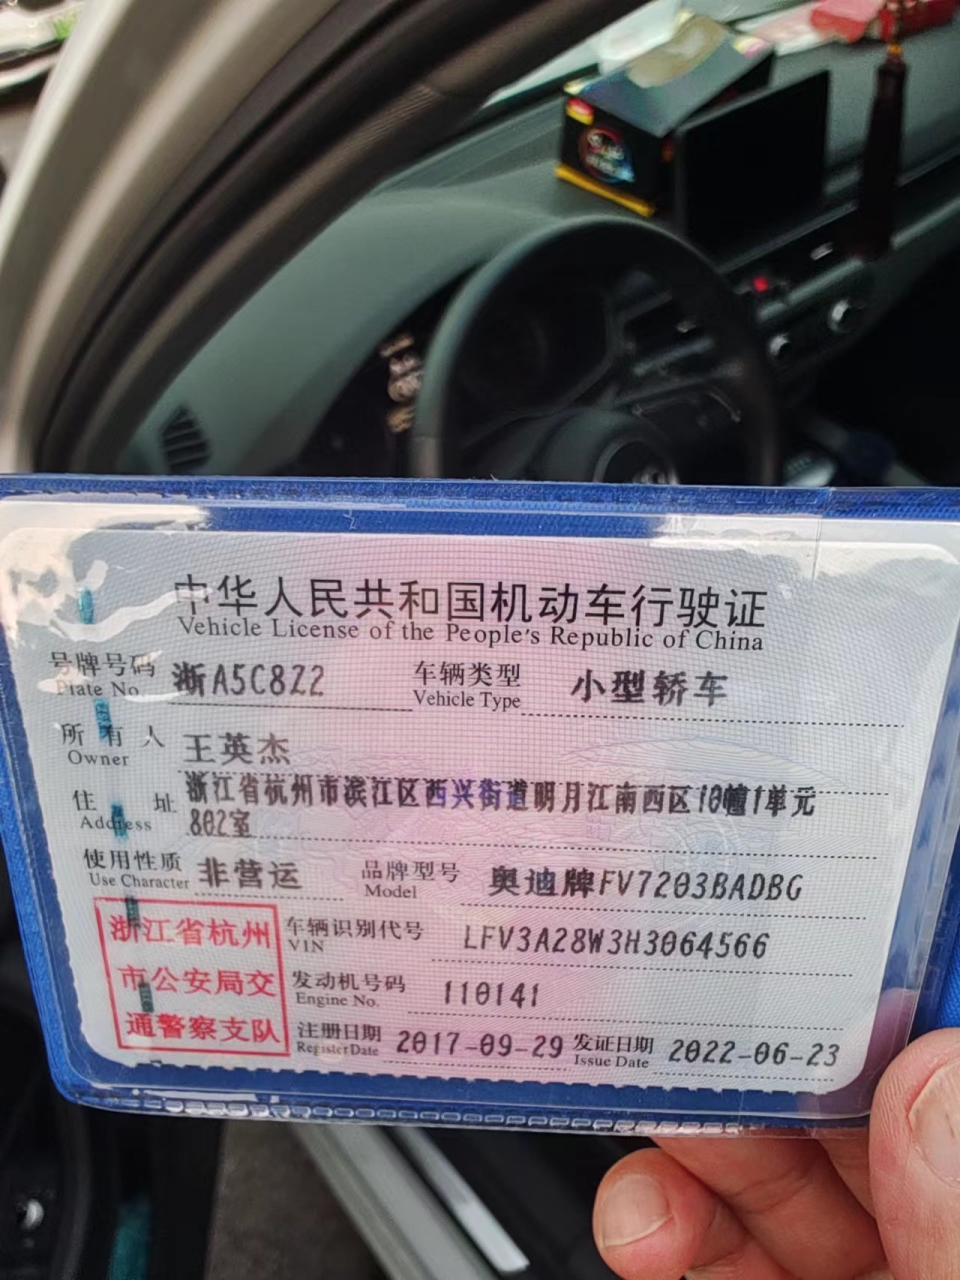 中华人民共和国机动车行驶证
Vehicle License of the People's Republic of China
号牌号码 浙A5C8Z2 车辆类型 小型轿车
Plate No. Vehicle Type
所有人 王英杰
Owner
住址 浙江省杭州市滨江区西兴街道明月江南西区10幢1单元
Address 802室
使用性质 非营运 品牌型号 奥迪牌FV7203BADBG
Use Character Model
浙江省杭州 车辆识别代号 LFV3A28W3H3064566
VIN
市公安局交 发动机号码 110141
Engine No.
通警察支队 注册日期 2017-09-29 发证日期 2022-06-23
Register Date Issue Date